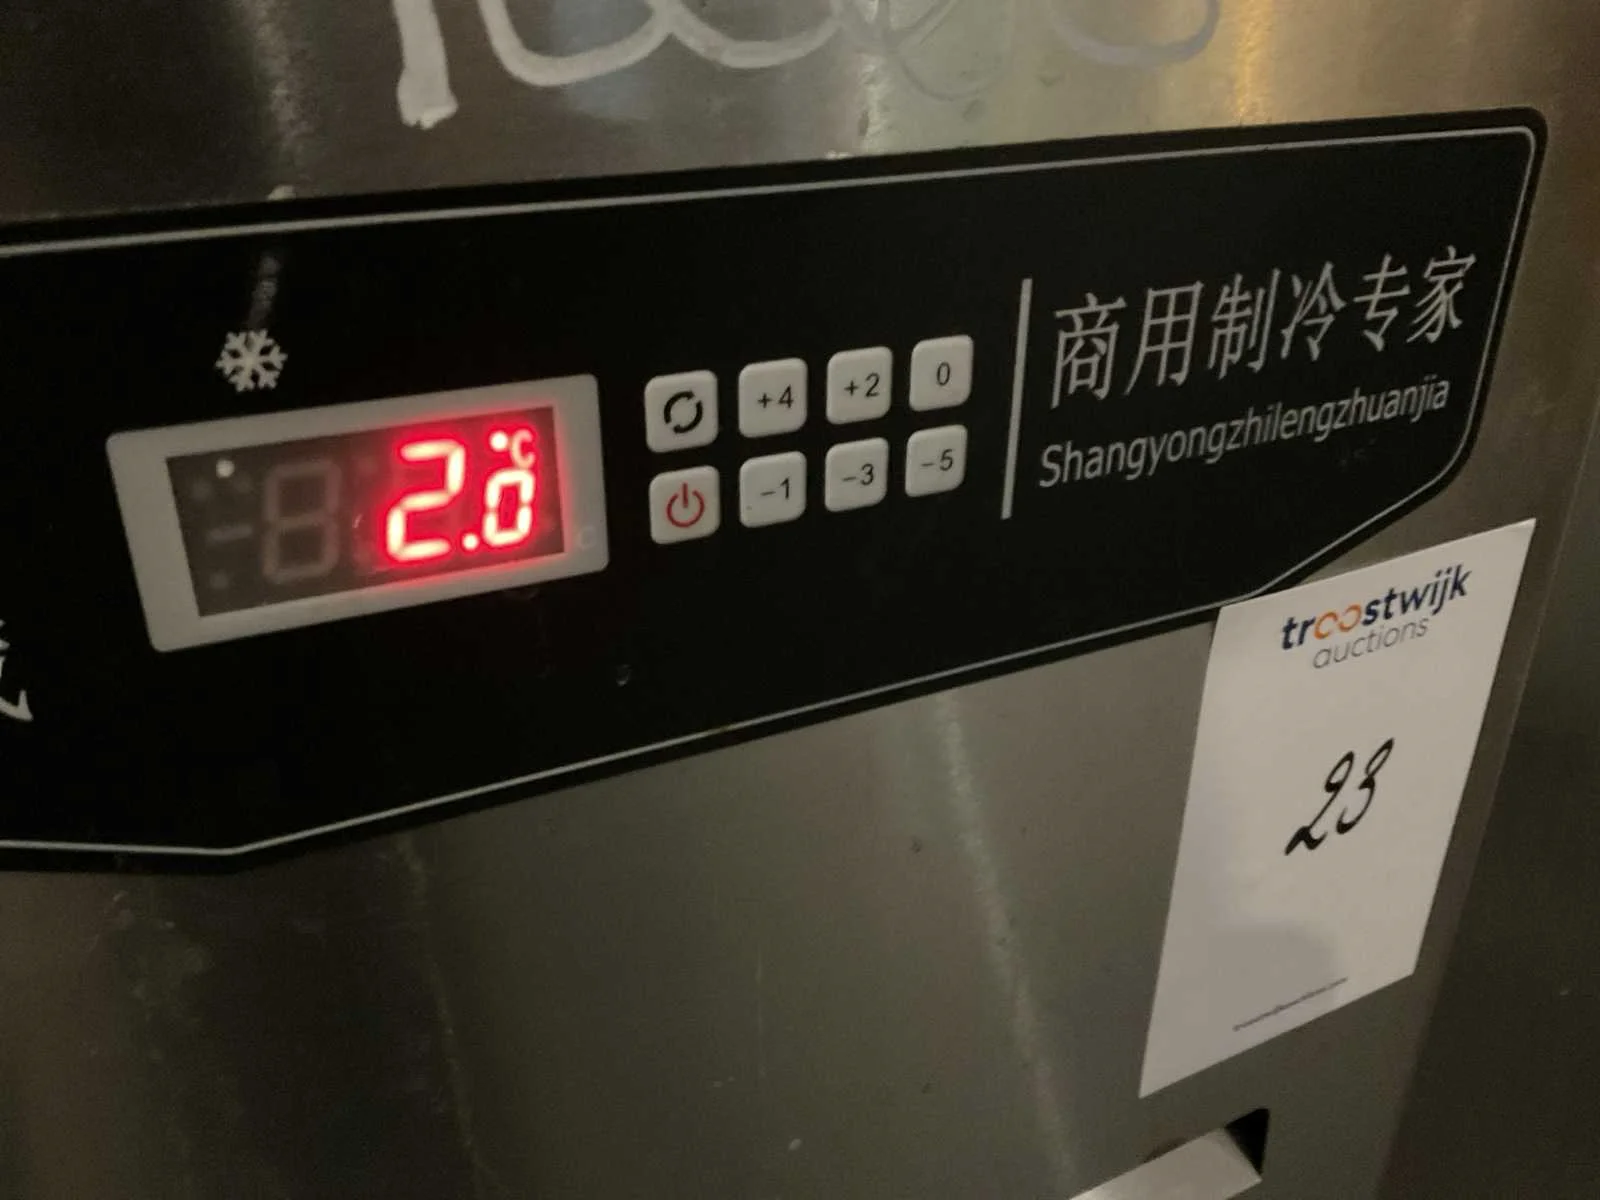 2.0°C
+4 +2 0
-1 -3 -5
商用制冷专家
Shangyongzhilengzhuanjia
troostwijk
auctions
23